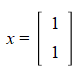 x = [ 1
1 ]